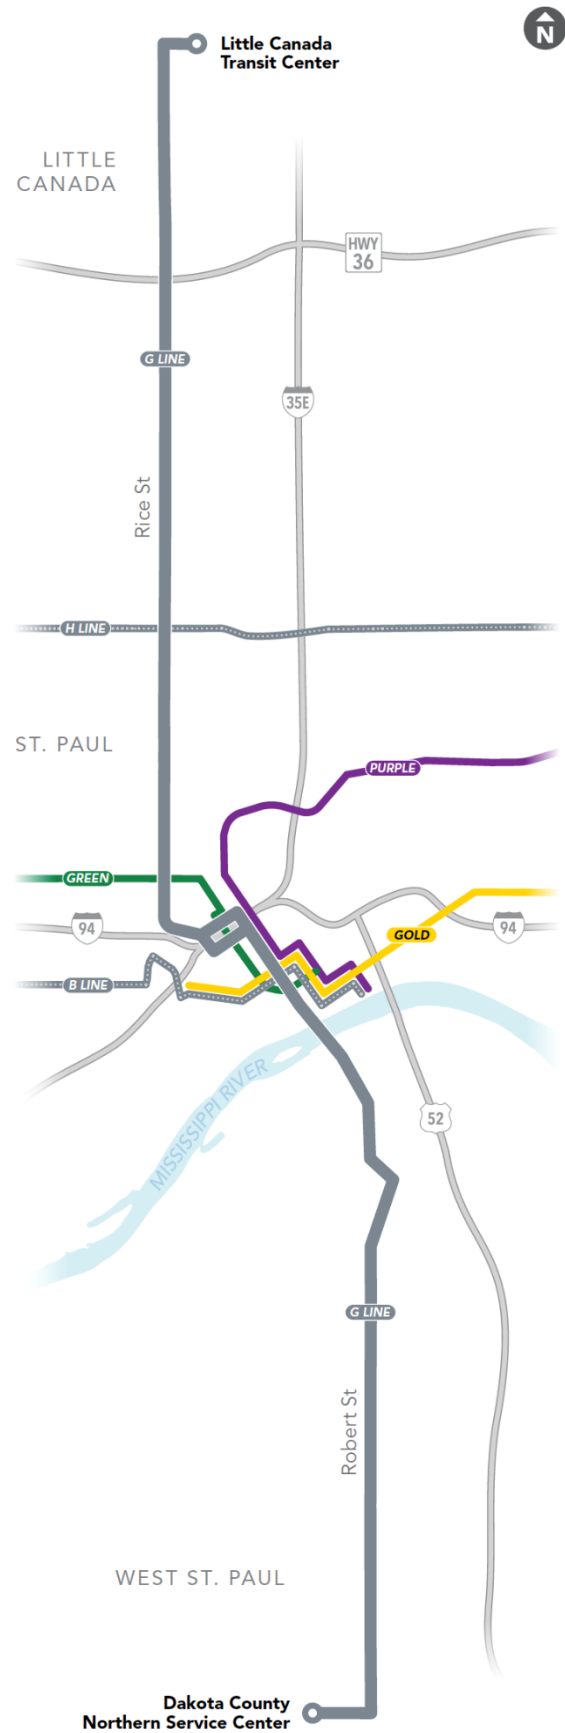 N
Little Canada
Transit Center
LITTLE
CANADA
HWY
36
G LINE
35E
Rice St
H LINE
ST. PAUL
PURPLE
GREEN
94
GOLD
94
B LINE
MISSISSIPPI RIVER
52
G LINE
Robert St
WEST ST. PAUL
Dakota County
Northern Service Center